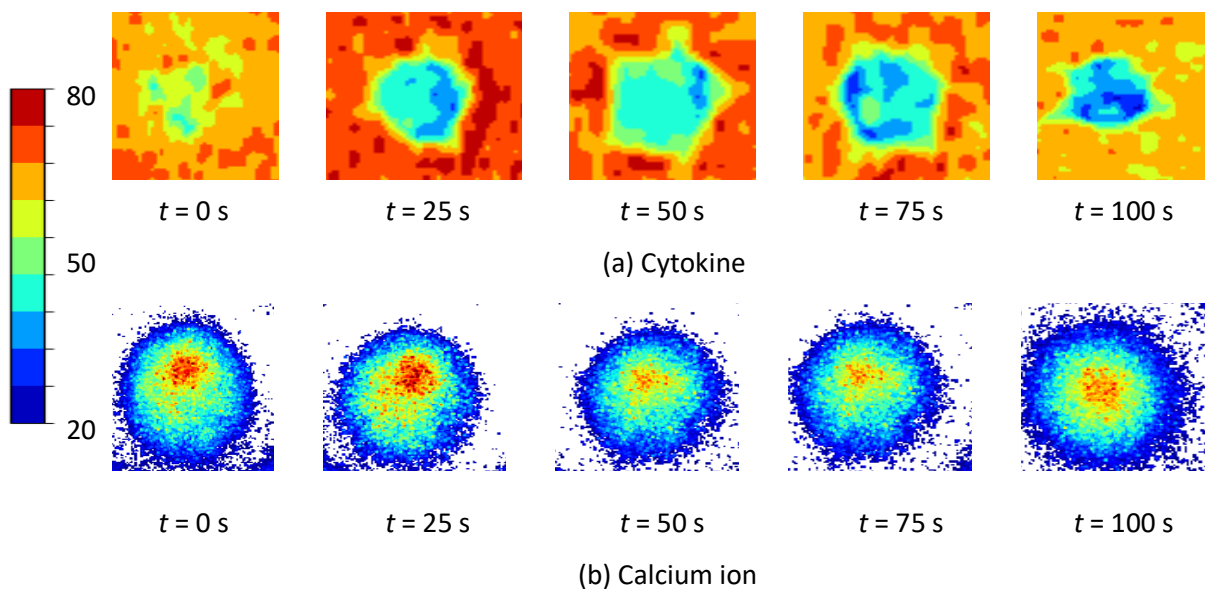 80
50
20
t = 0 s t = 25 s t = 50 s t = 75 s t = 100 s
(a) Cytokine
t = 0 s t = 25 s t = 50 s t = 75 s t = 100 s
(b) Calcium ion